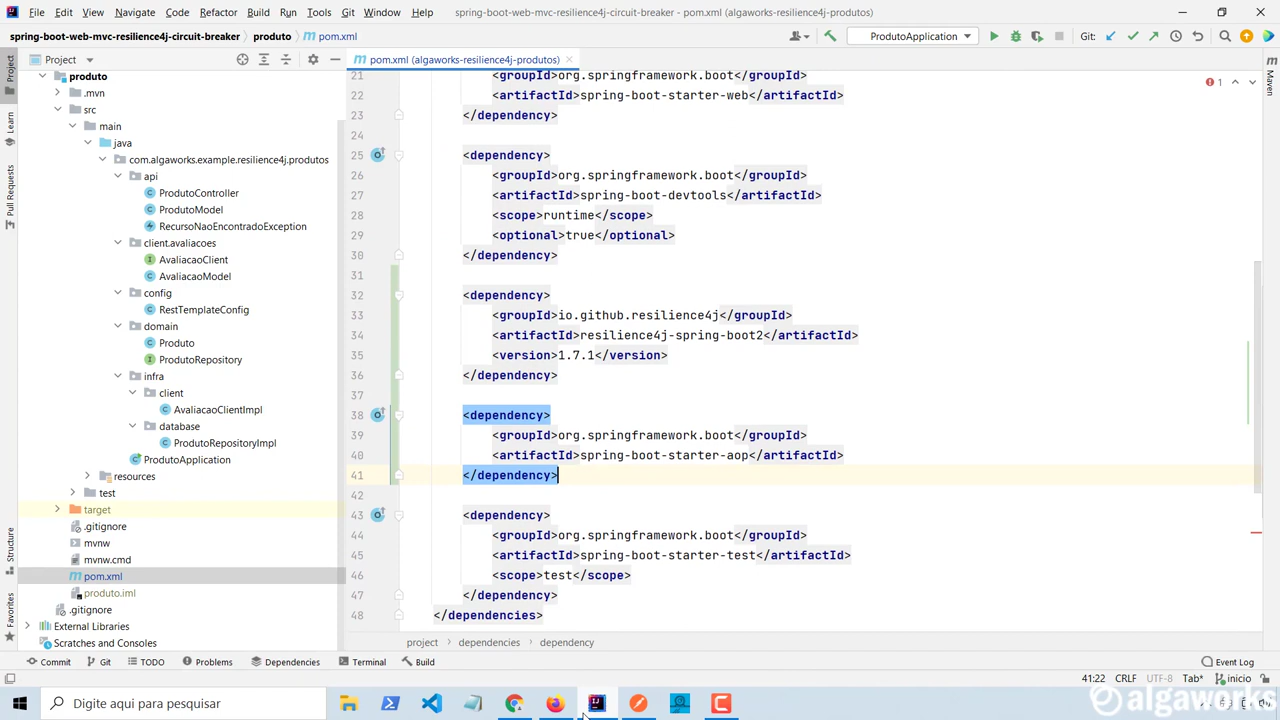 File Edit View Navigate Code Refactor Build Run Tools Git Window Help spring-boot-web-mvc-resilience4j-circuit-breaker - pom.xml (algaworks-resilience4j-produtos)
spring-boot-web-mvc-resilience4j-circuit-breaker produto pom.xml ProdutoApplication Git:
Project
pom.xml (algaworks-resilience4j-produtos)
produto
.mvn
src
main
java
com.algaworks.example.resilience4j.produtos
api
ProdutoController
ProdutoModel
RecursoNaoEncontradoException
client.avaliacoes
AvaliacaoClient
AvaliacaoModel
config
RestTemplateConfig
domain
Produto
ProdutoRepository
infra
client
AvaliacaoClientImpl
database
ProdutoRepositoryImpl
ProdutoApplication
resources
test
target
.gitignore
mvnw
mvnw.cmd
pom.xml
produto.iml
.gitignore
External Libraries
Scratches and Consoles
Project
Learn
Pull Requests
Structure
Favorites
21 <groupId>org.springframework.boot</groupId>
22 <artifactId>spring-boot-starter-web</artifactId>
23 </dependency>
24
25 <dependency>
26 <groupId>org.springframework.boot</groupId>
27 <artifactId>spring-boot-devtools</artifactId>
28 <scope>runtime</scope>
29 <optional>true</optional>
30 </dependency>
31
32 <dependency>
33 <groupId>io.github.resilience4j</groupId>
34 <artifactId>resilience4j-spring-boot2</artifactId>
35 <version>1.7.1</version>
36 </dependency>
37
38 <dependency>
39 <groupId>org.springframework.boot</groupId>
40 <artifactId>spring-boot-starter-aop</artifactId>
41 </dependency>
42
43 <dependency>
44 <groupId>org.springframework.boot</groupId>
45 <artifactId>spring-boot-starter-test</artifactId>
46 <scope>test</scope>
47 </dependency>
48 </dependencies>
1
Maven
project dependencies dependency
Commit Git TODO Problems Dependencies Terminal Build Event Log
41:22 CRLF UTF-8 Tab* inicio
Digite aqui para pesquisar
algaworks